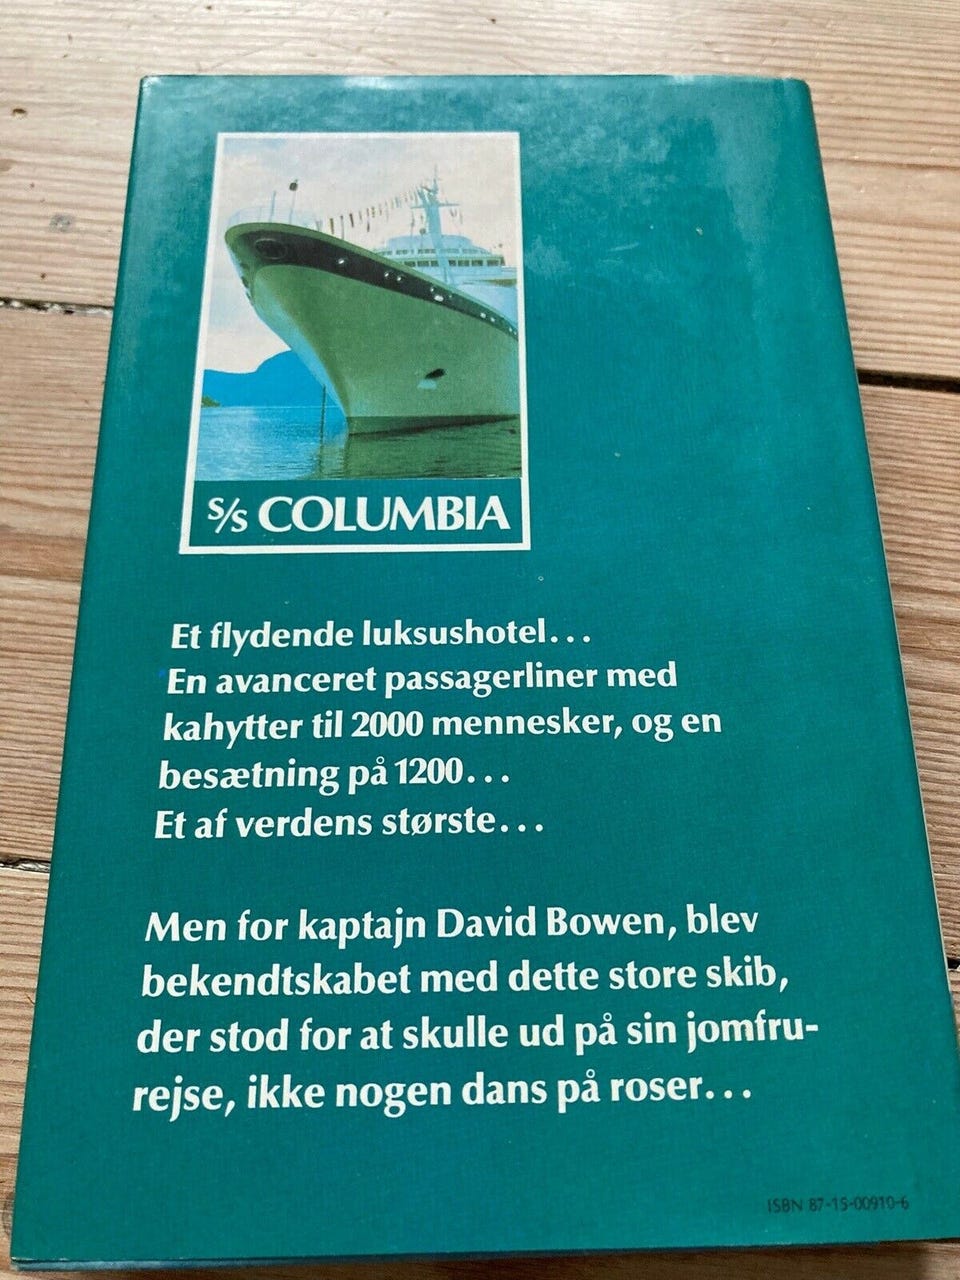 S/S COLUMBIA
Et flydende luksushotel...
En avanceret passagerliner med
kahytter til 2000 mennesker, og en
besætning på 1200...
Et af verdens største...
Men for kaptajn David Bowen, blev
bekendtskabet med dette store skib,
der stod for at skulle ud på sin jomfru-
rejse, ikke nogen dans på roser...
ISBN 87-15-00910-6